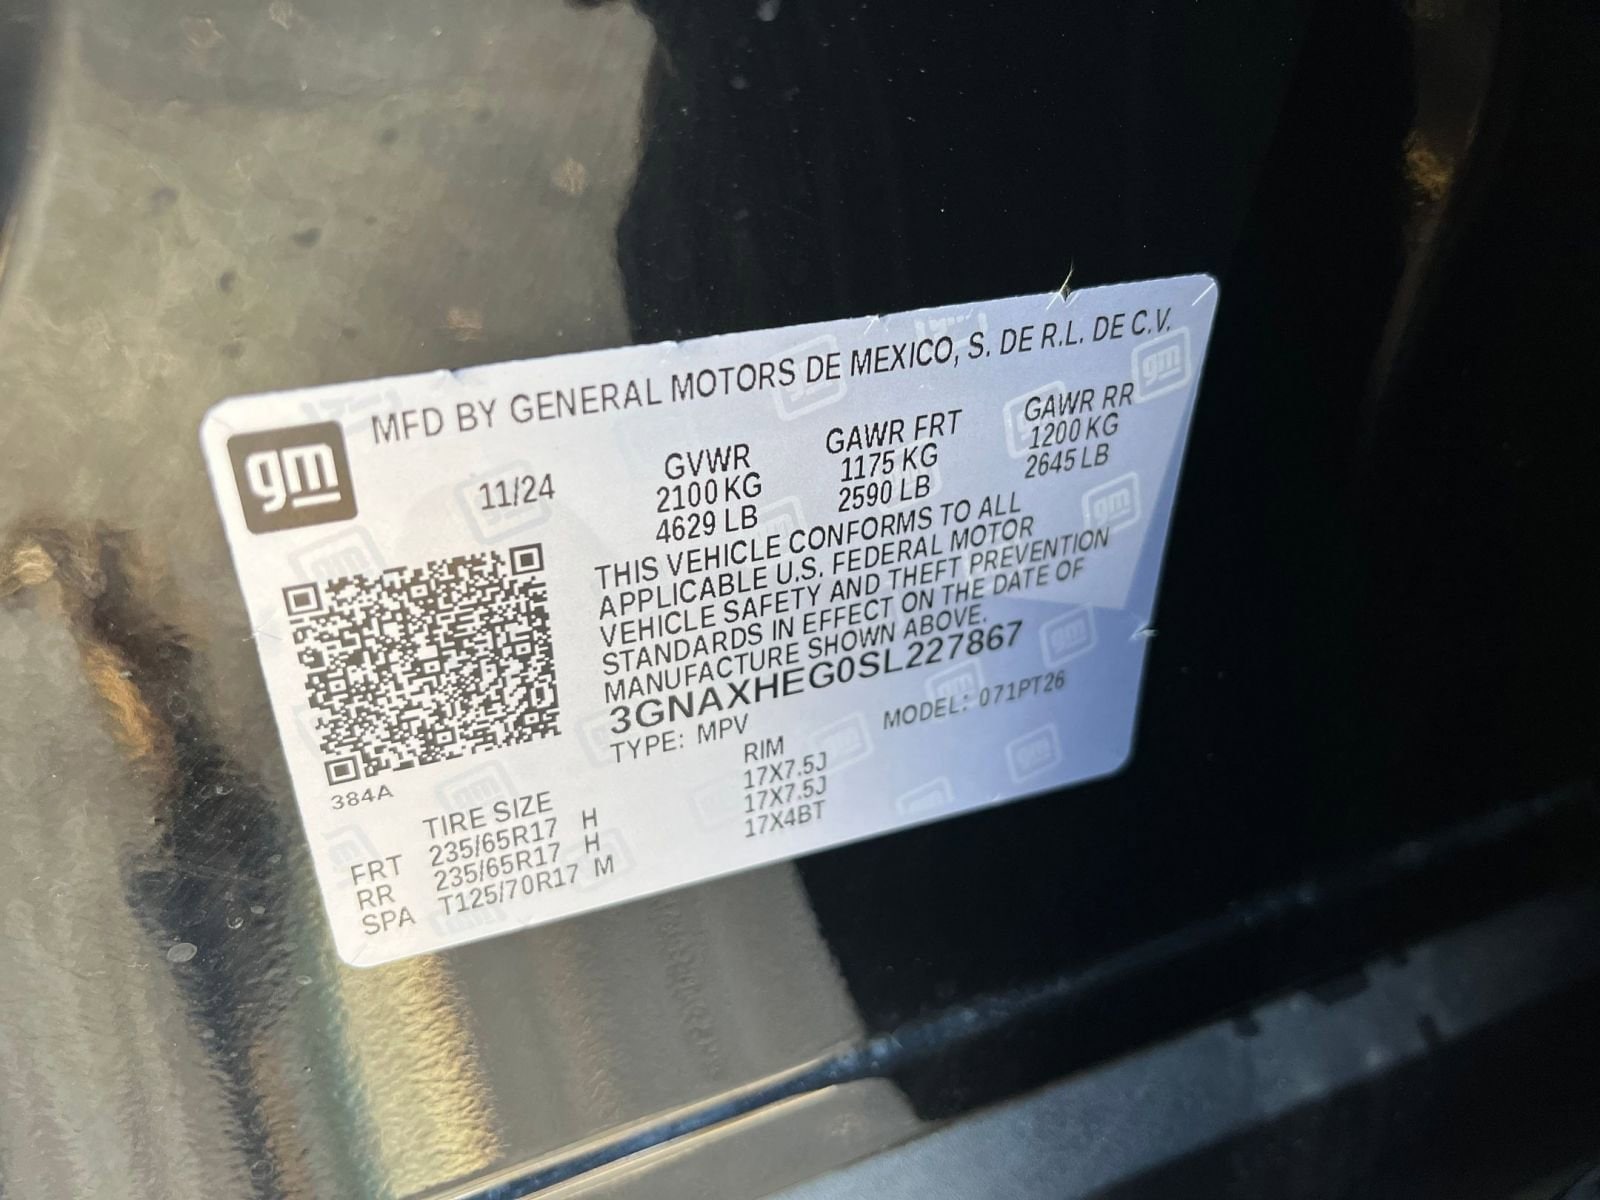 MFD BY GENERAL MOTORS DE MEXICO, S. DE R.L. DE C.V.
gm
11/24
GVWR GAWR FRT GAWR RR
2100 KG 1175 KG 1200 KG
4629 LB 2590 LB 2645 LB
THIS VEHICLE CONFORMS TO ALL
APPLICABLE U.S. FEDERAL MOTOR
VEHICLE SAFETY AND THEFT PREVENTION
STANDARDS IN EFFECT ON THE DATE OF
MANUFACTURE SHOWN ABOVE.
3GNAXHEG0SL227867
TYPE: MPV MODEL: 071PT26
384A
TIRE SIZE RIM
FRT 235/65R17 H 17X7.5J
RR 235/65R17 H 17X7.5J
SPA T125/70R17 M 17X4BT